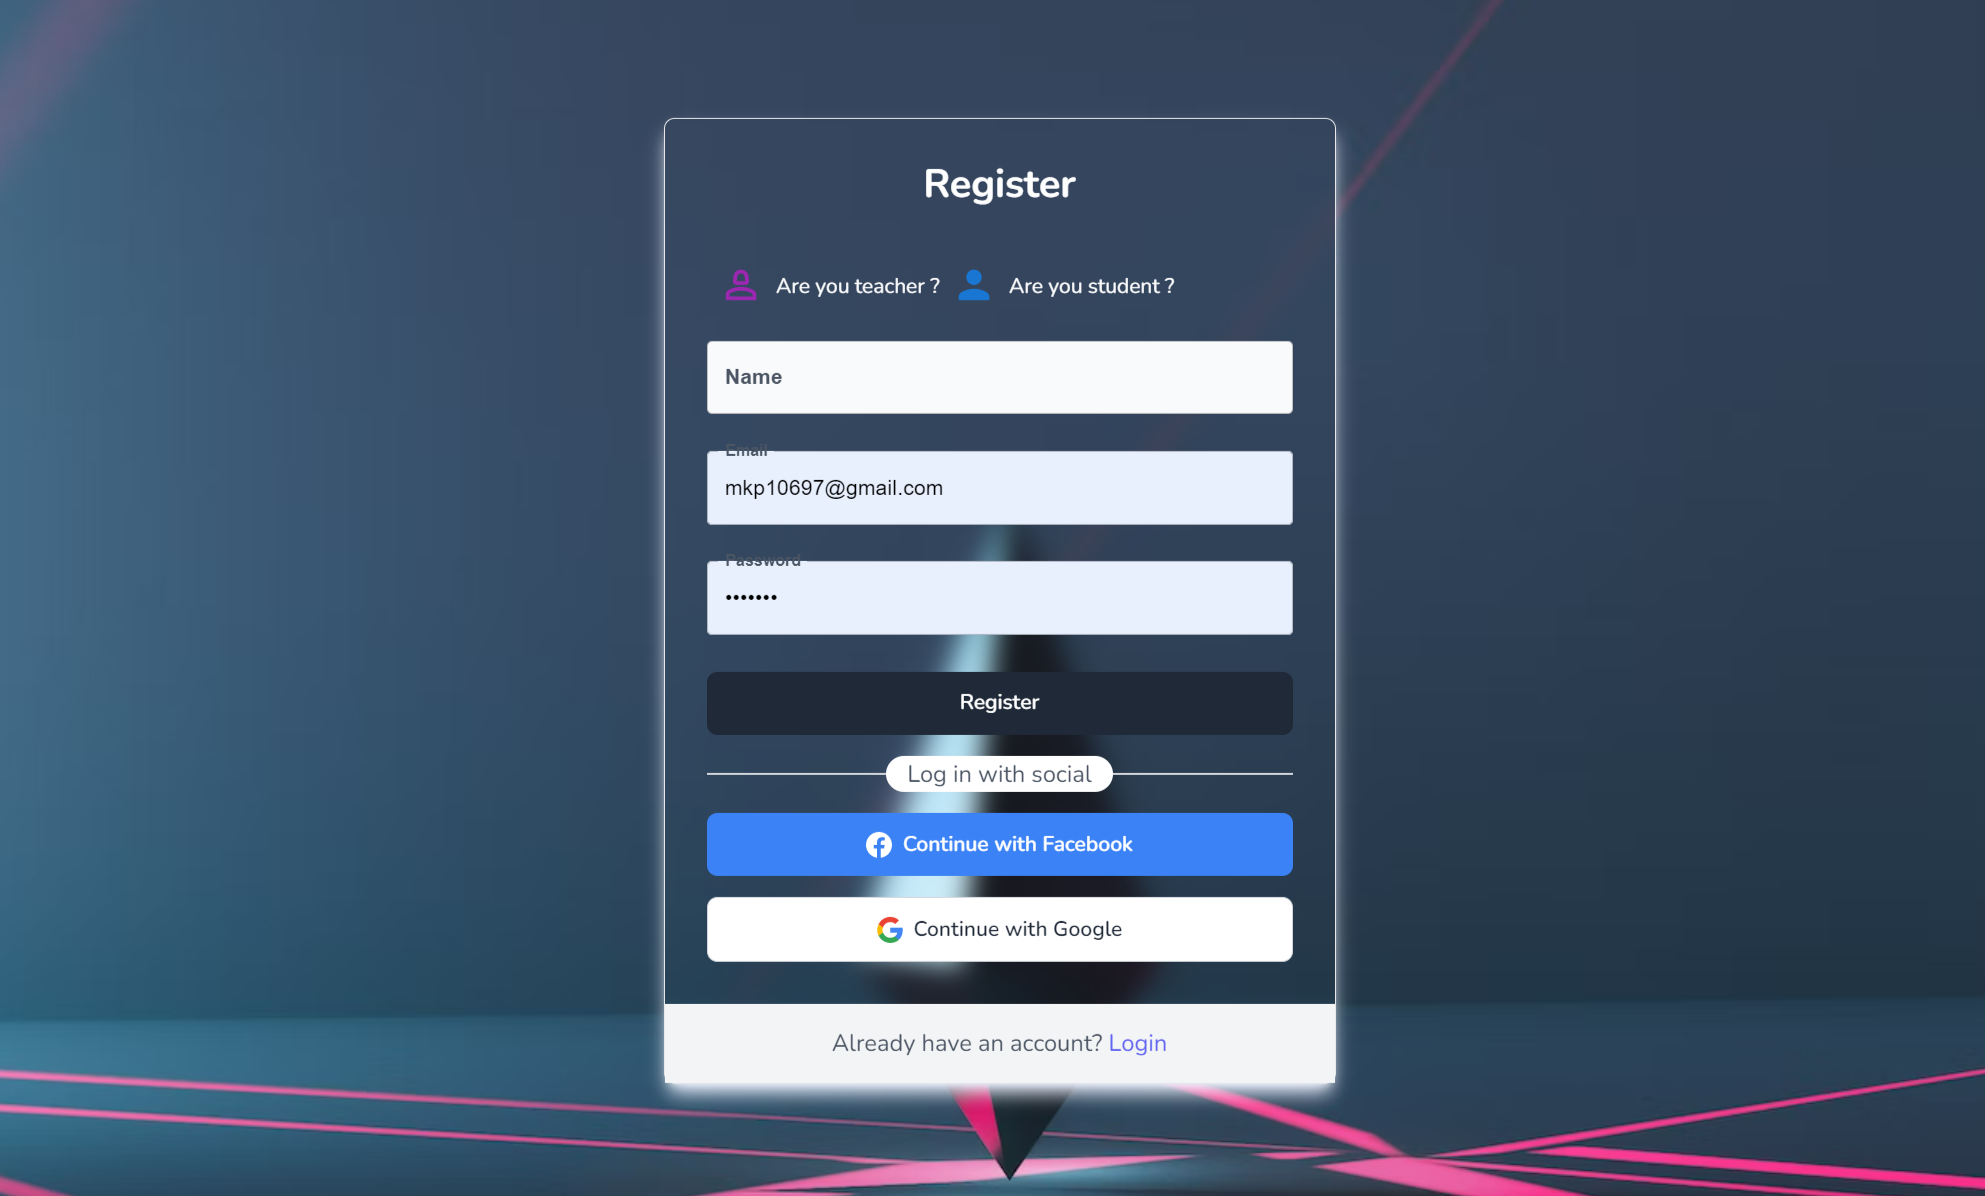 Register
Are you teacher ? Are you student ?
Name
Email
mkp10697@gmail.com
Password
•••••••
Register
Log in with social
Continue with Facebook
Continue with Google
Already have an account? Login